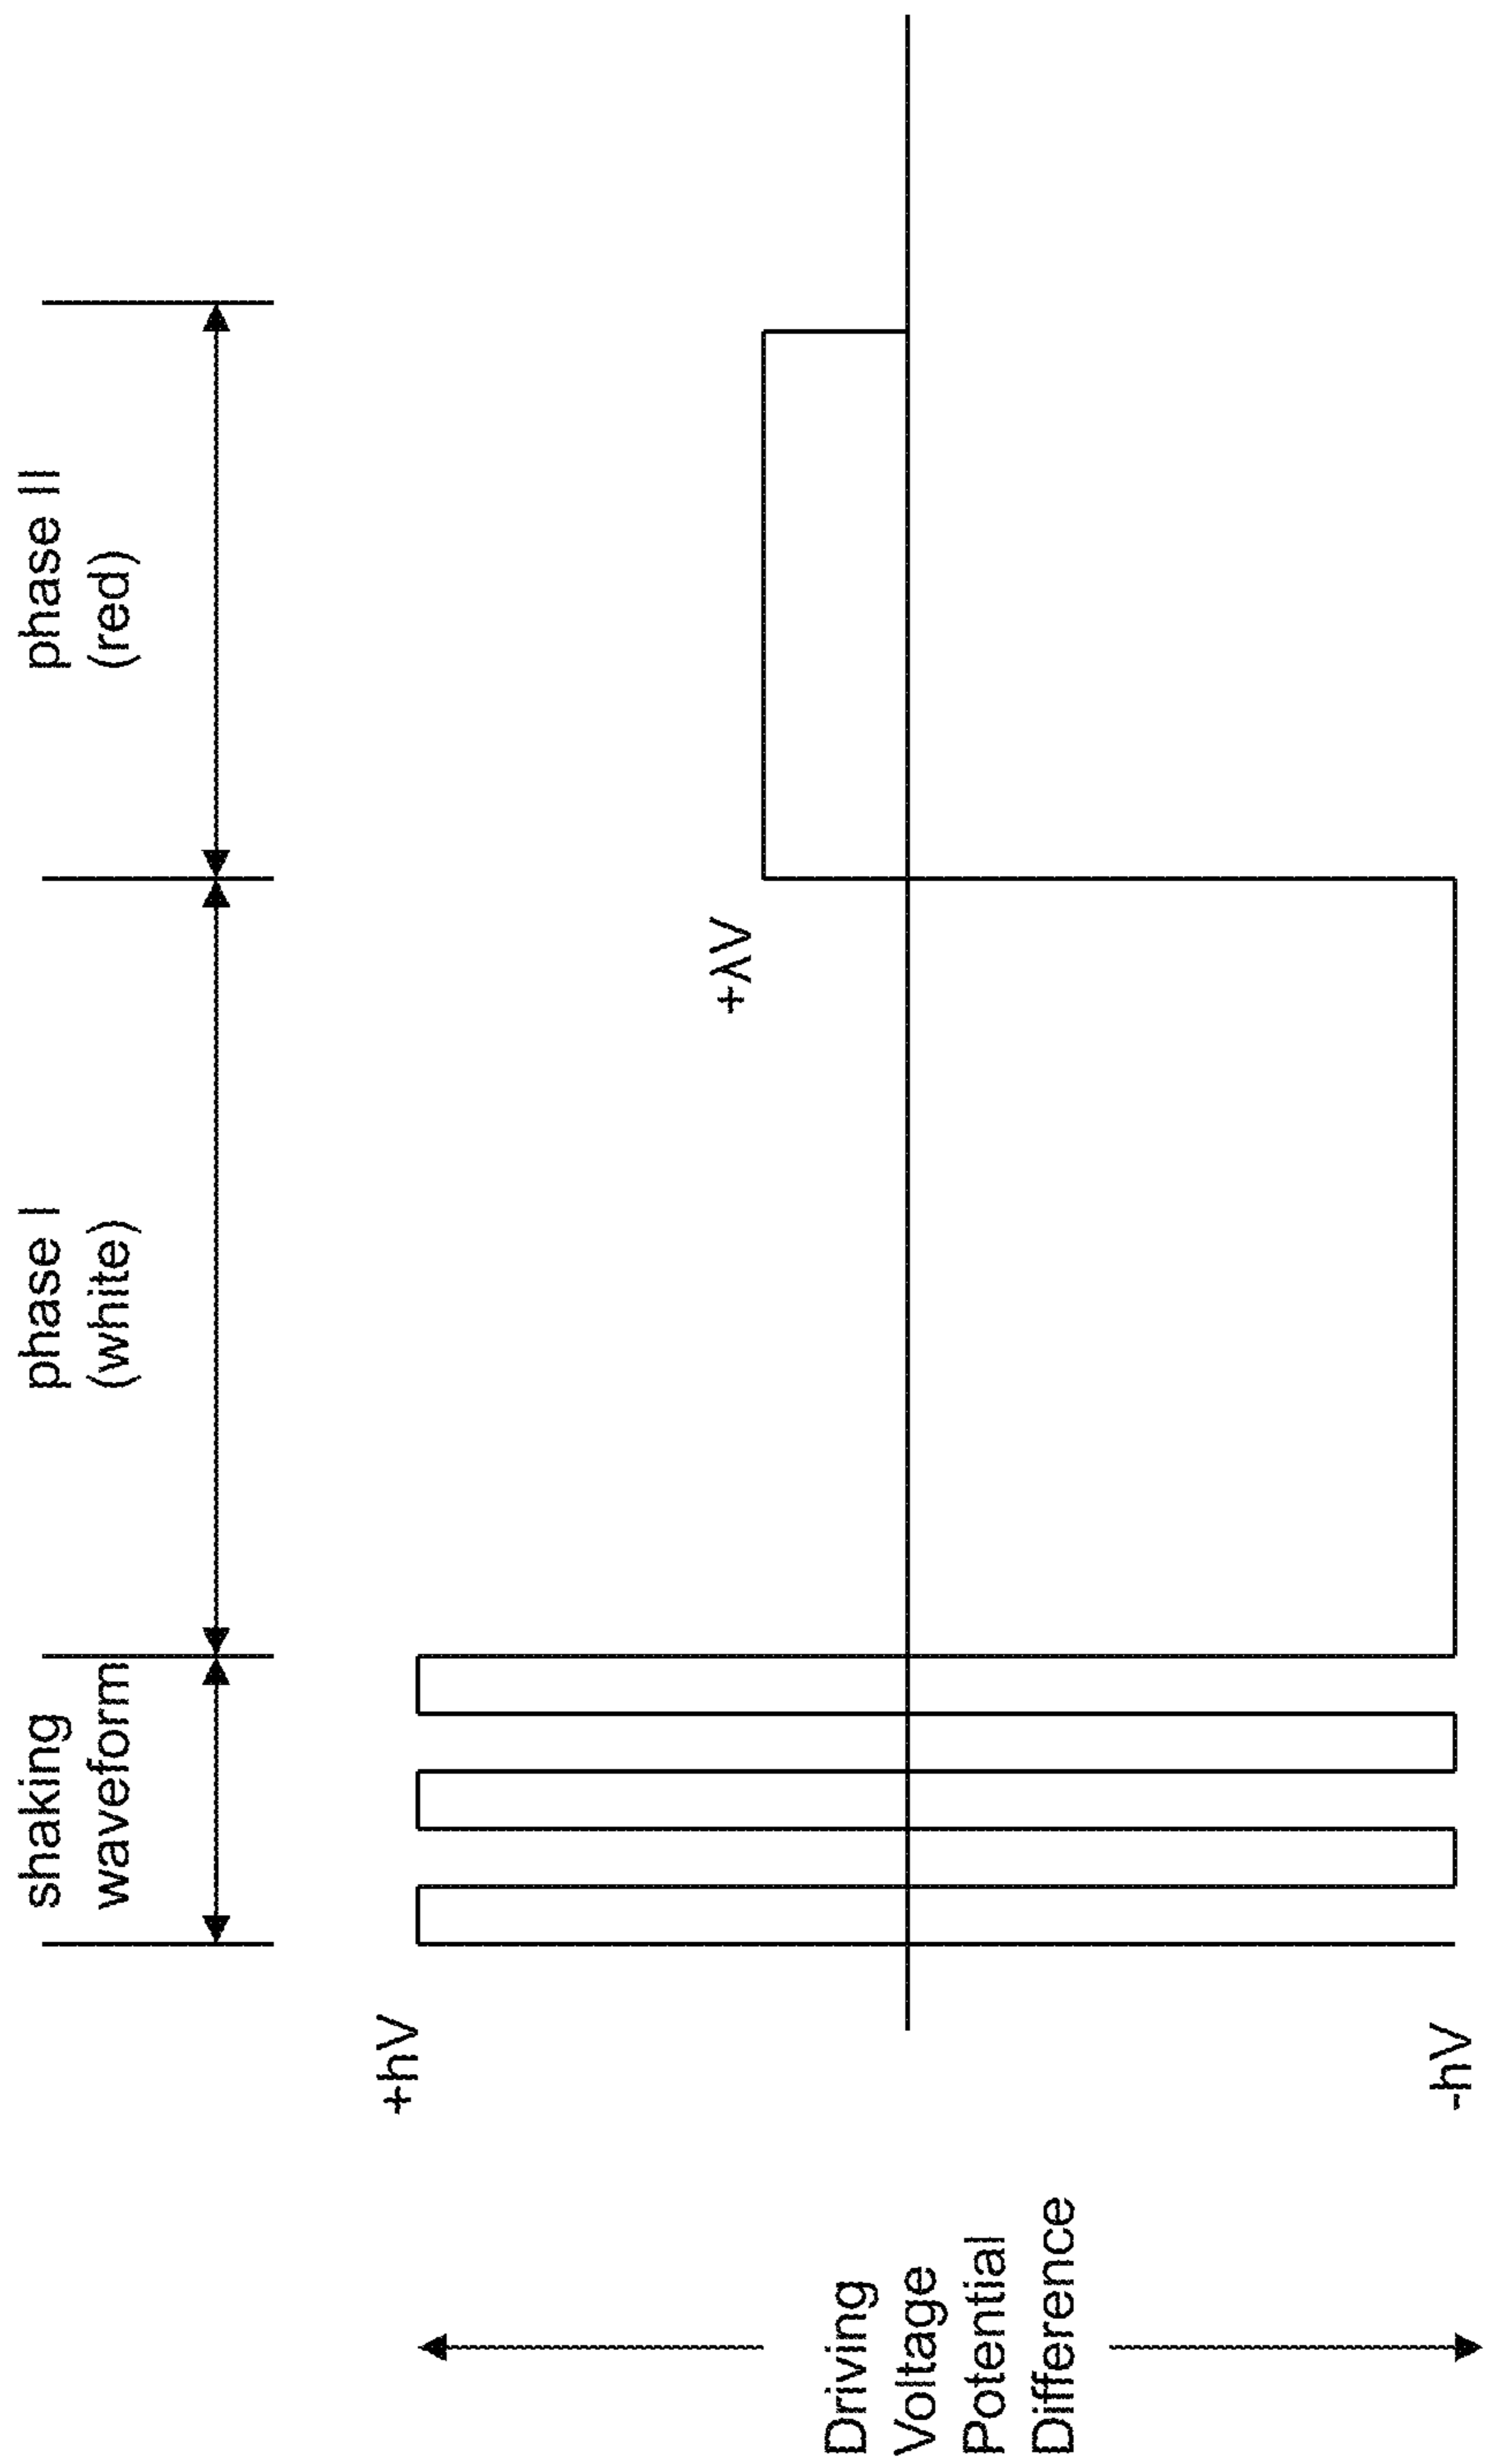 shaking
waveform
phase I
(white)
phase II
(red)
+hV
+λV
-hV
Driving
Voltage
Potential
Difference